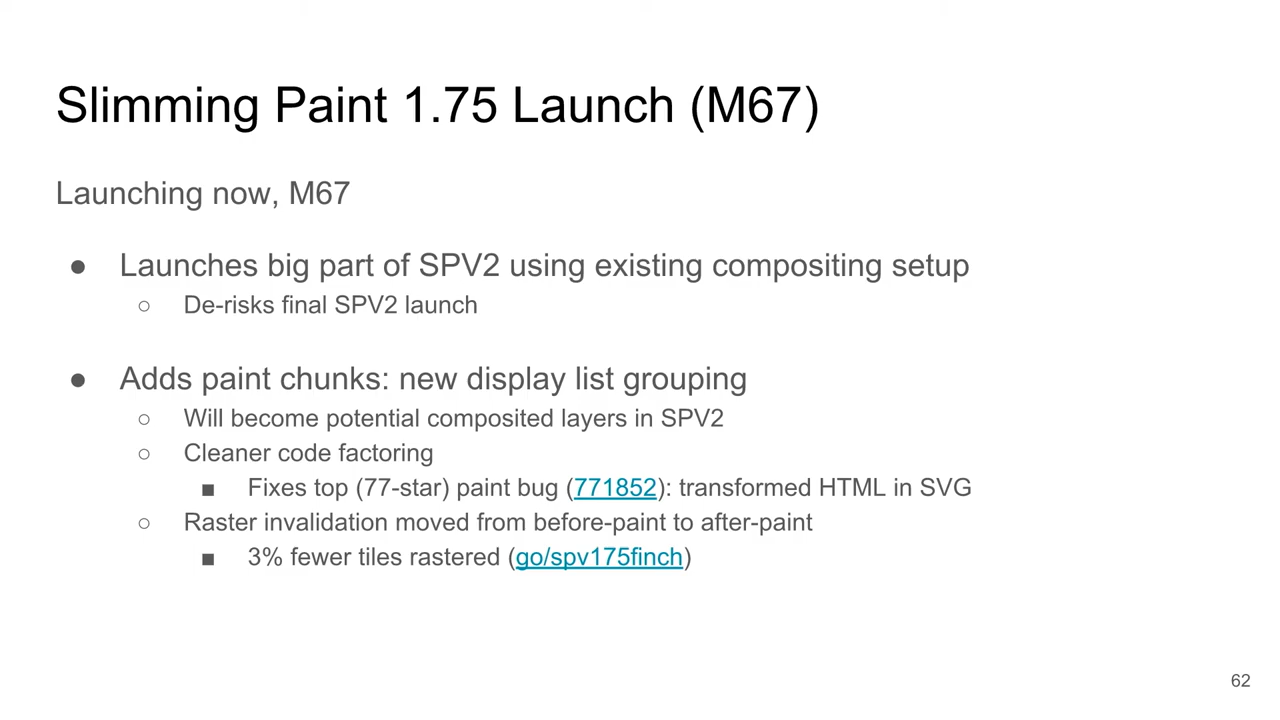 Slimming Paint 1.75 Launch (M67)
Launching now, M67
● Launches big part of SPV2 using existing compositing setup
○ De-risks final SPV2 launch
● Adds paint chunks: new display list grouping
○ Will become potential composited layers in SPV2
○ Cleaner code factoring
■ Fixes top (77-star) paint bug (771852): transformed HTML in SVG
○ Raster invalidation moved from before-paint to after-paint
■ 3% fewer tiles rastered (go/spv175finch)
62